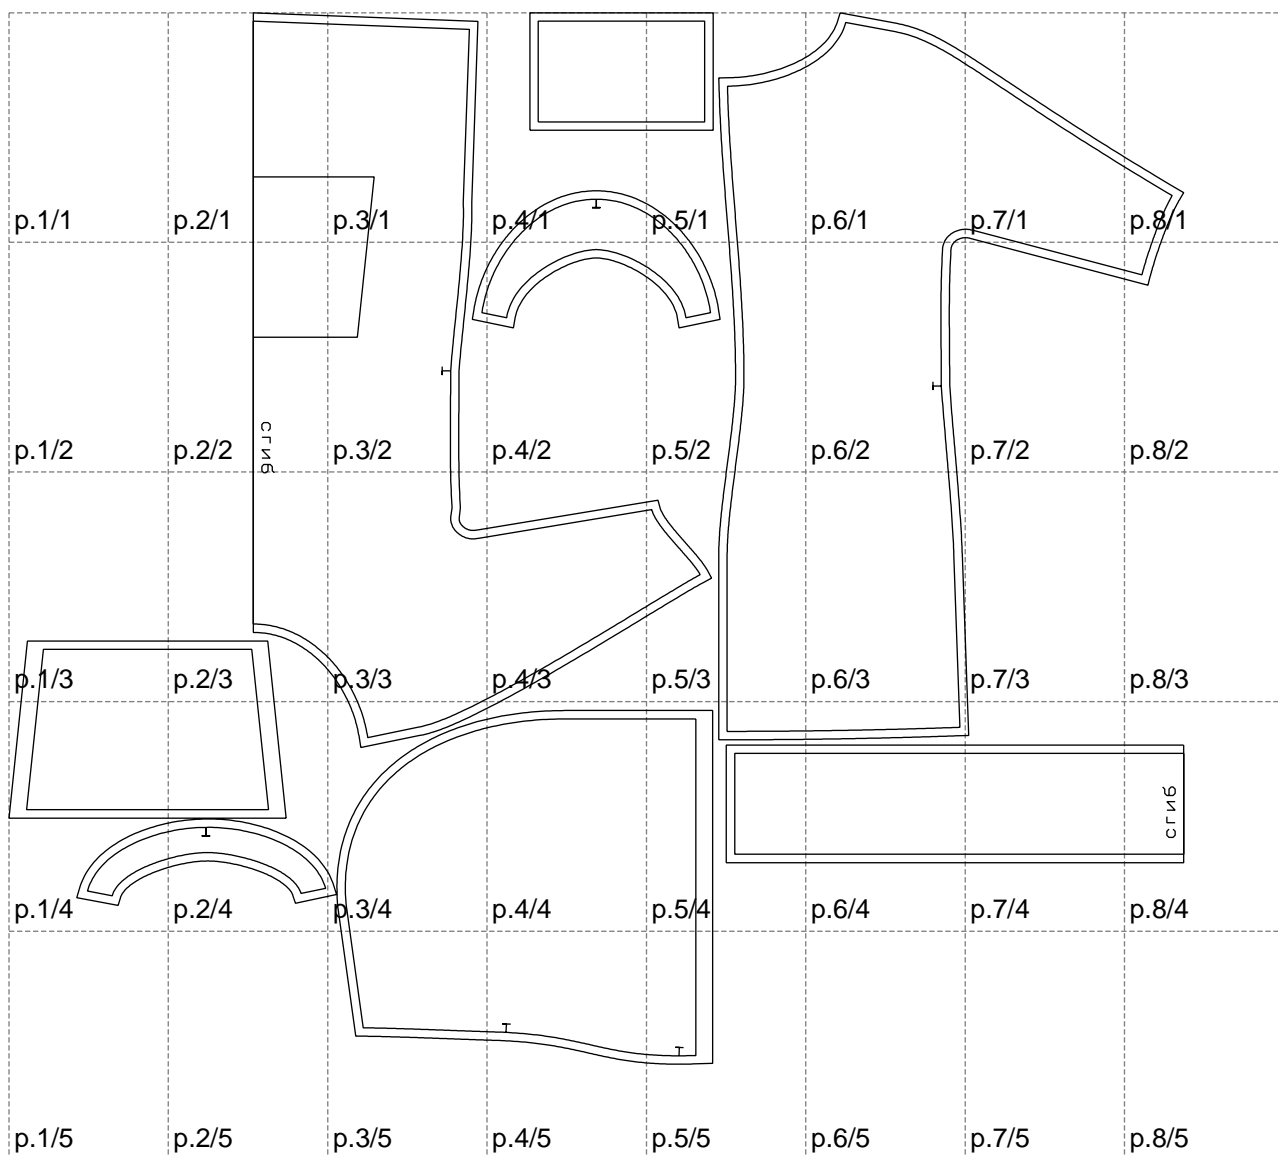 p.1/1 p.2/1 p.3/1 p.4/1 p.5/1 p.6/1 p.7/1 p.8/1
сгиб
p.1/2 p.2/2 p.3/2 p.4/2 p.5/2 p.6/2 p.7/2 p.8/2
p.1/3 p.2/3 p.3/3 p.4/3 p.5/3 p.6/3 p.7/3 p.8/3
сгиб
p.1/4 p.2/4 p.3/4 p.4/4 p.5/4 p.6/4 p.7/4 p.8/4
p.1/5 p.2/5 p.3/5 p.4/5 p.5/5 p.6/5 p.7/5 p.8/5